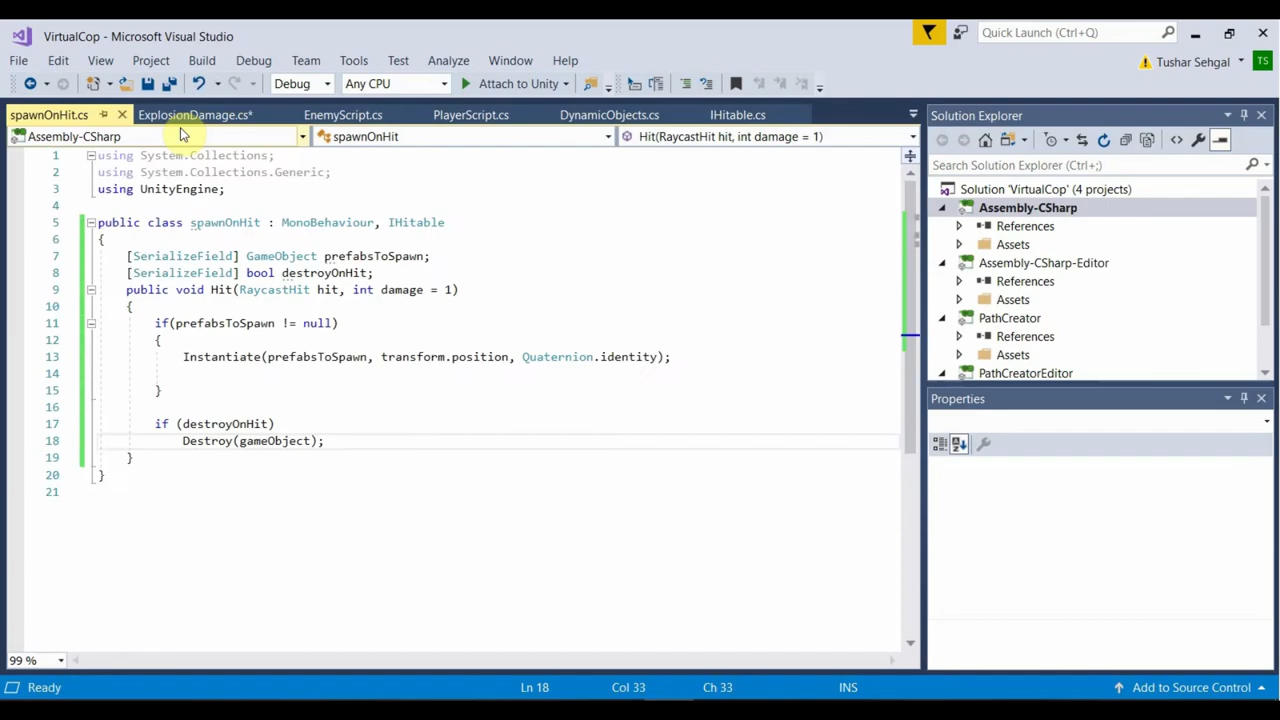 VirtualCop - Microsoft Visual Studio
Quick Launch (Ctrl+Q)
File Edit View Project Build Debug Team Tools Test Analyze Window Help
Tushar Sehgal TS
Debug Any CPU Attach to Unity
spawnOnHit.cs ExplosionDamage.cs* EnemyScript.cs PlayerScript.cs DynamicObjects.cs IHitable.cs
Assembly-CSharp spawnOnHit Hit(RaycastHit hit, int damage = 1)
1 using System.Collections;
2 using System.Collections.Generic;
3 using UnityEngine;
4
5 public class spawnOnHit : MonoBehaviour, IHitable
6 {
7 [SerializeField] GameObject prefabsToSpawn;
8 [SerializeField] bool destroyOnHit;
9 public void Hit(RaycastHit hit, int damage = 1)
10 {
11 if(prefabsToSpawn != null)
12 {
13 Instantiate(prefabsToSpawn, transform.position, Quaternion.identity);
14
15 }
16
17 if (destroyOnHit)
18 Destroy(gameObject);
19 }
20 }
21
99 %
Solution Explorer
Search Solution Explorer (Ctrl+;)
Solution 'VirtualCop' (4 projects)
Assembly-CSharp
References
Assets
Assembly-CSharp-Editor
References
Assets
PathCreator
References
Assets
PathCreatorEditor
Properties
Ready Ln 18 Col 33 Ch 33 INS Add to Source Control